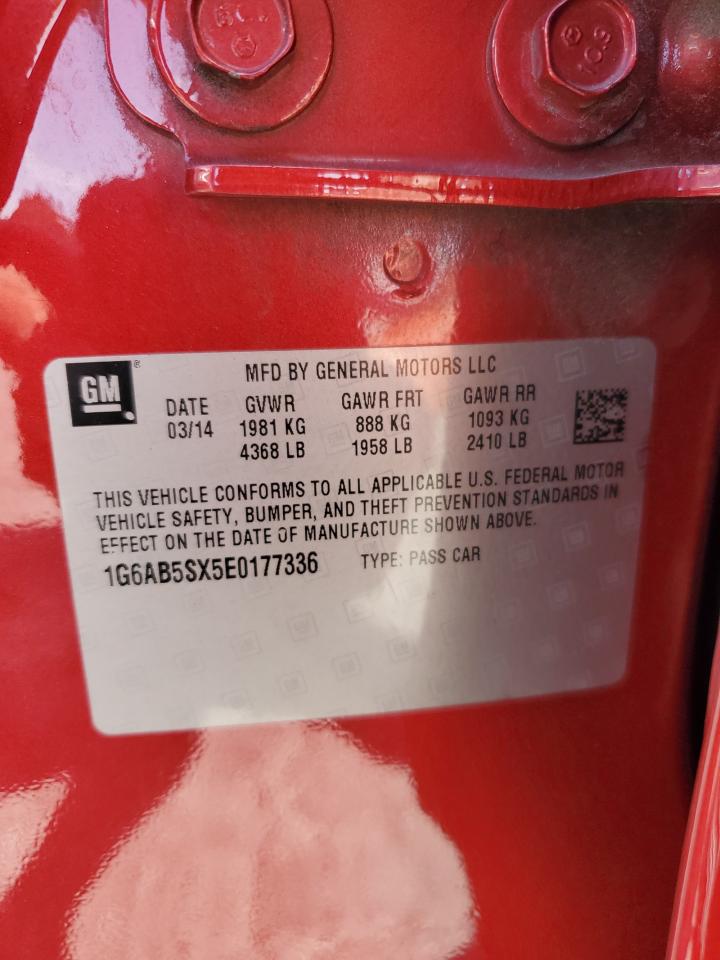 10.9
GM
MFD BY GENERAL MOTORS LLC
DATE GVWR GAWR FRT GAWR RR
03/14 1981 KG 888 KG 1093 KG
4368 LB 1958 LB 2410 LB
THIS VEHICLE CONFORMS TO ALL APPLICABLE U.S. FEDERAL MOTOR
VEHICLE SAFETY, BUMPER, AND THEFT PREVENTION STANDARDS IN
EFFECT ON THE DATE OF MANUFACTURE SHOWN ABOVE.
1G6AB5SX5E0177336 TYPE: PASS CAR